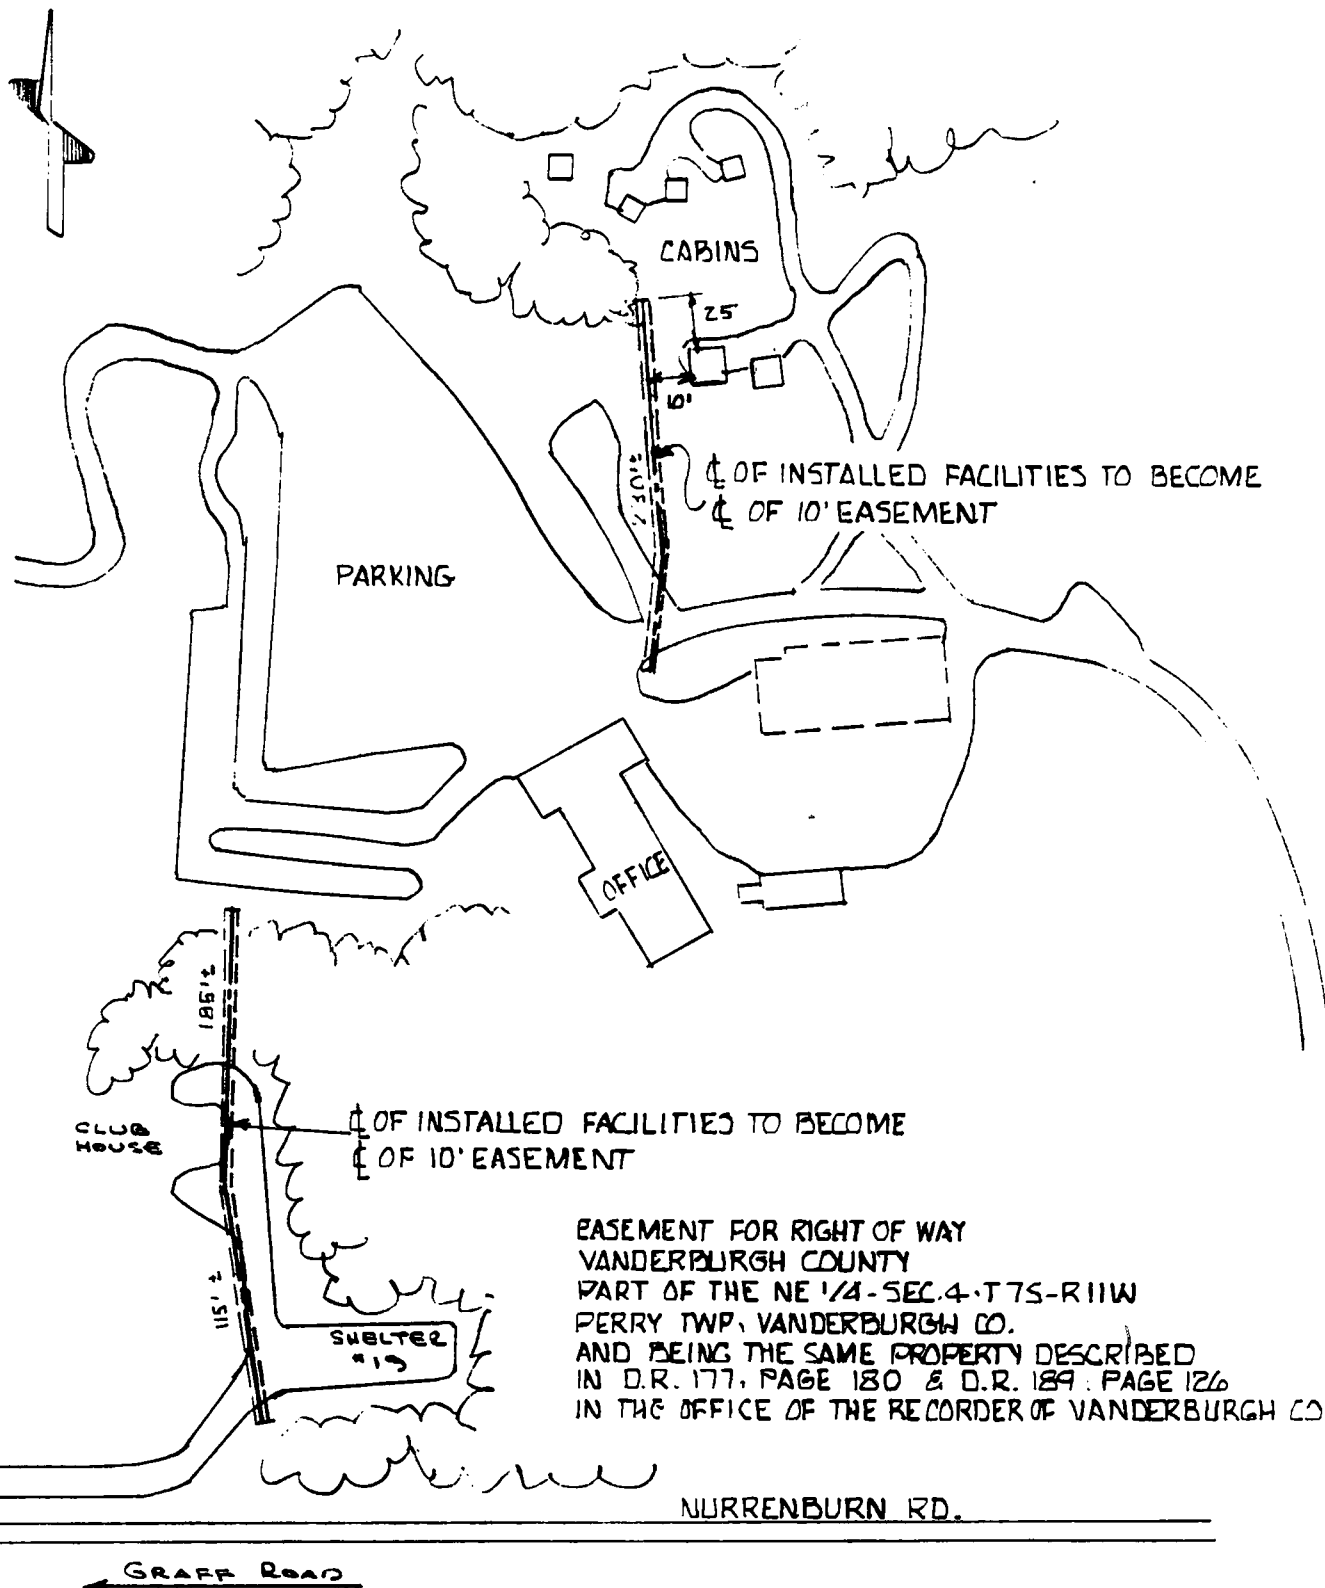 CABINS
25
10'
℄ OF INSTALLED FACILITIES TO BECOME
℄ OF 10' EASEMENT
PARKING
OFFICE
185'±
CLUB
HOUSE
℄ OF INSTALLED FACILITIES TO BECOME
℄ OF 10' EASEMENT
115'±
SHELTER
#19
EASEMENT FOR RIGHT OF WAY
VANDERBURGH COUNTY
PART OF THE NE 1/4 - SEC. 4 - T 7S - R 11W
PERRY TWP, VANDERBURGH CO.
AND BEING THE SAME PROPERTY DESCRIBED
IN D.R. 177, PAGE 180 & D.R. 189, PAGE 126
IN THE OFFICE OF THE RECORDER OF VANDERBURGH CO
NURRENBURN RD.
GRAFF ROAD